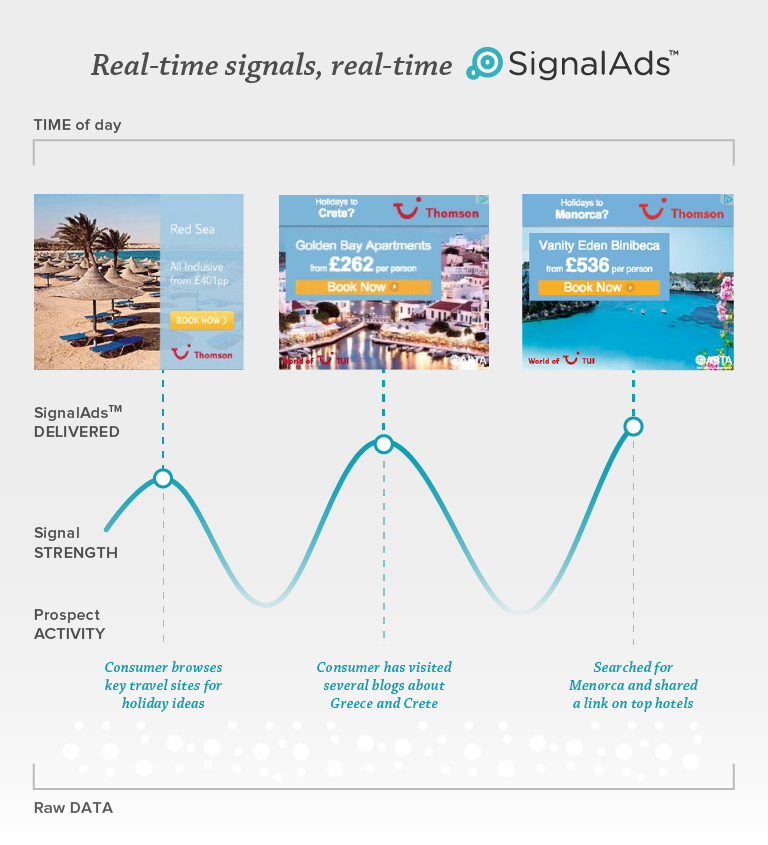 Real-time signals, real-time SignalAds™
TIME of day
Red Sea
All Inclusive
from £401pp
BOOK NOW
Thomson
Holidays to
Crete?
Thomson
Golden Bay Apartments
from £262 per person
Book Now
World of TUI
ABTA
Holidays to
Menorca?
Thomson
Vanity Eden Binibeca
from £536 per person
Book Now
World of TUI
ABTA
SignalAds™
DELIVERED
Signal
STRENGTH
Prospect
ACTIVITY
Consumer browses
key travel sites for
holiday ideas
Consumer has visited
several blogs about
Greece and Crete
Searched for
Menorca and shared
a link on top hotels
Raw DATA